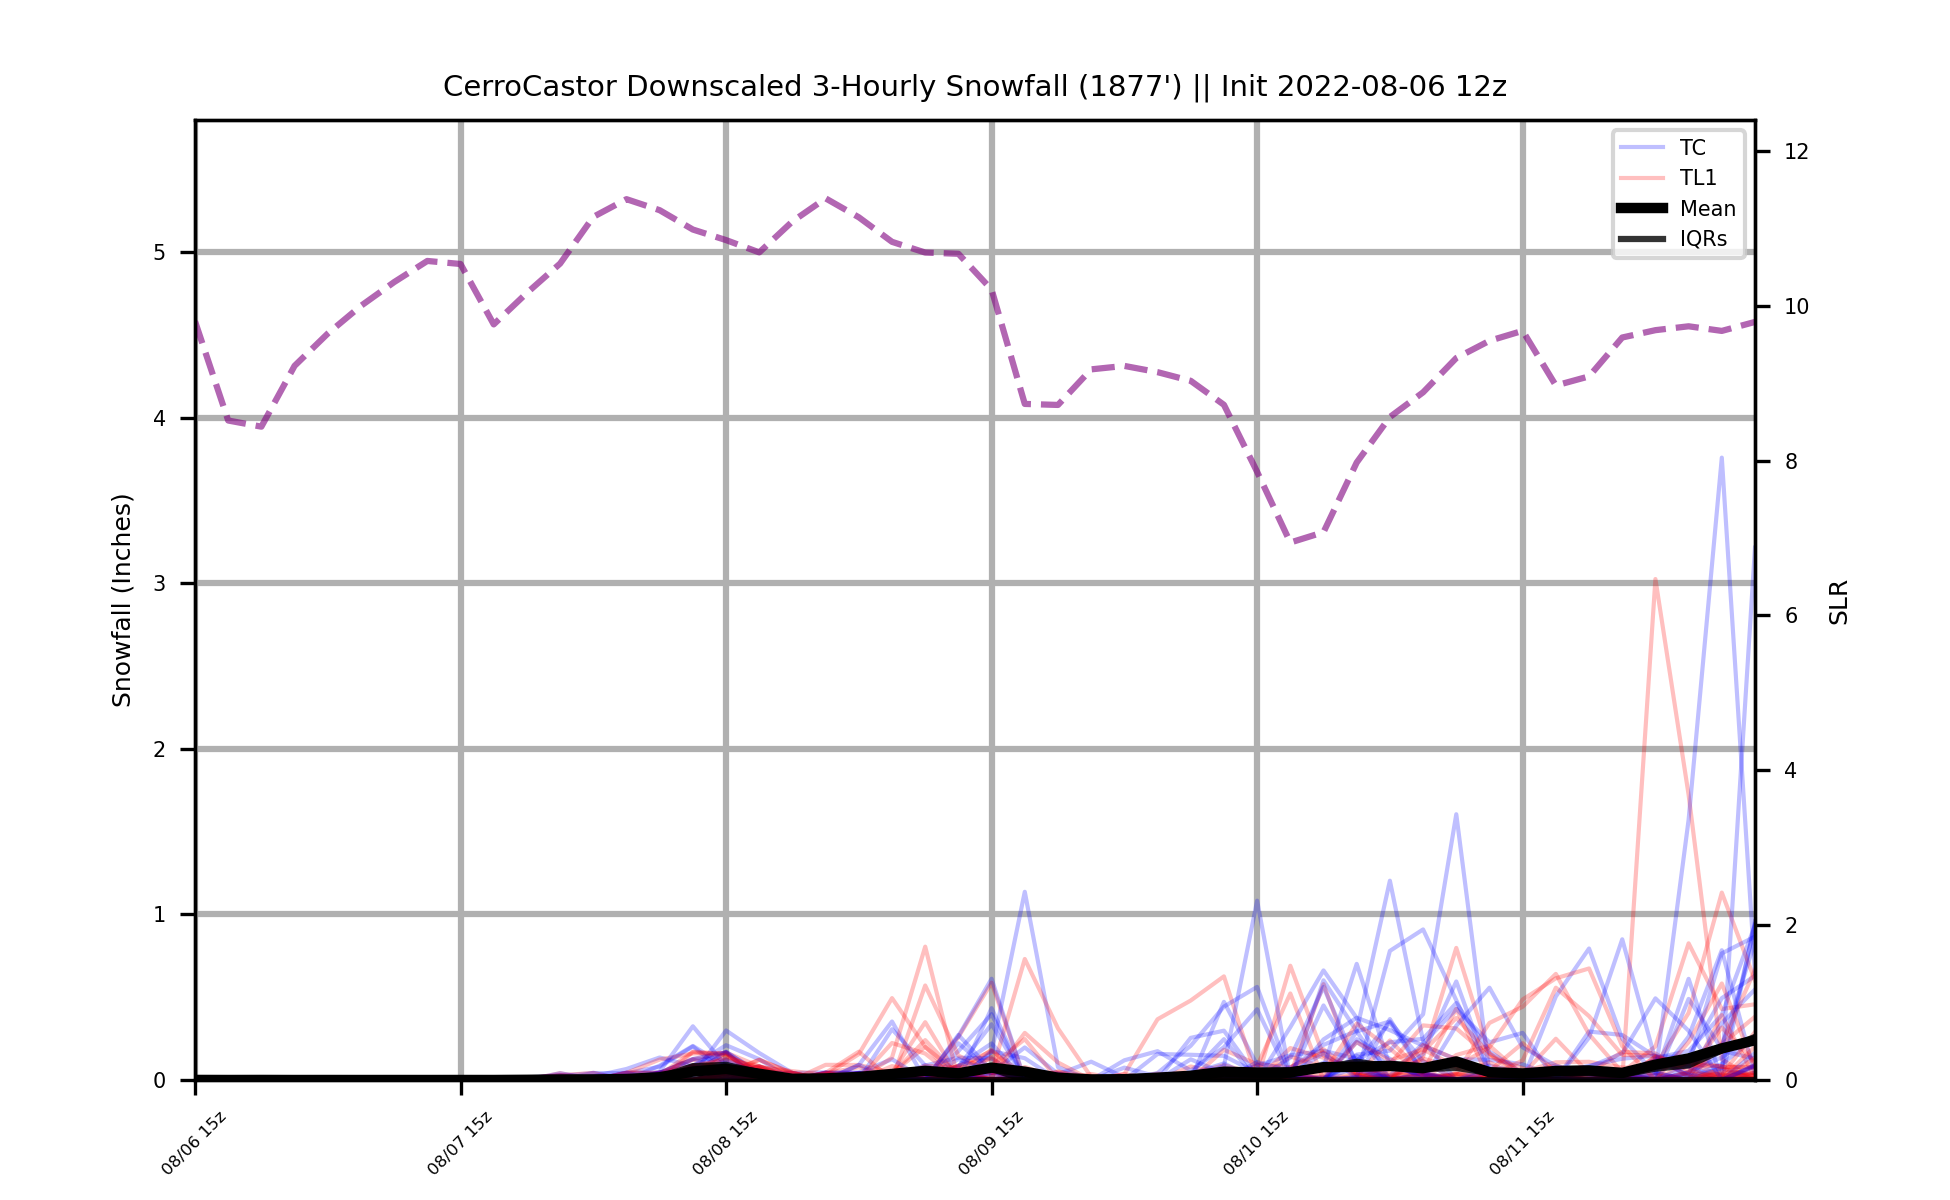 CerroCastor Downscaled 3-Hourly Snowfall (1877') || Init 2022-08-06 12z
TC
TL1
Mean
IQRs
Snowfall (Inches)
5
4
3
2
1
0
12
10
8
6
4
2
0
SLR
08/06 15z
08/07 15z
08/08 15z
08/09 15z
08/10 15z
08/11 15z